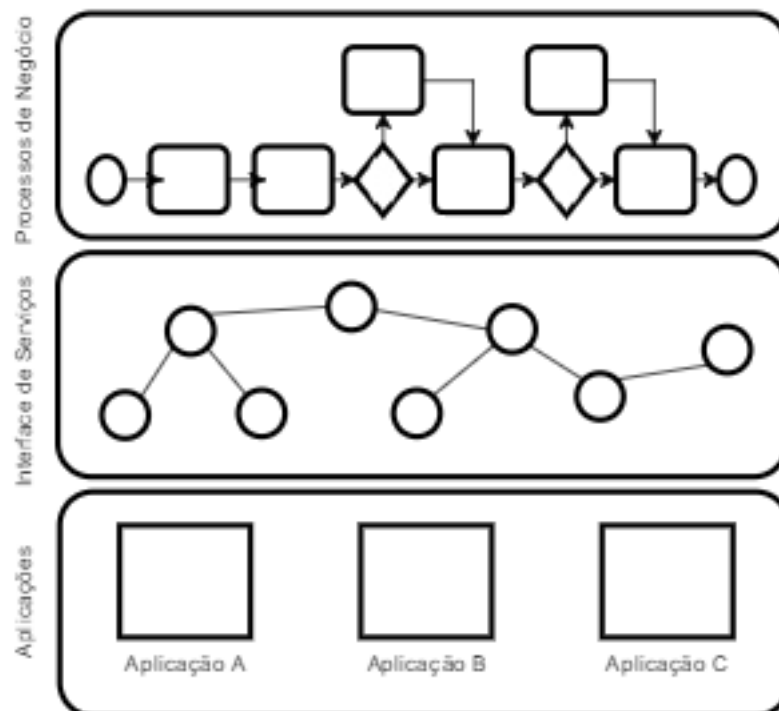 Processos de Negócio
Interface de Serviços
Aplicações
Aplicação A
Aplicação B
Aplicação C